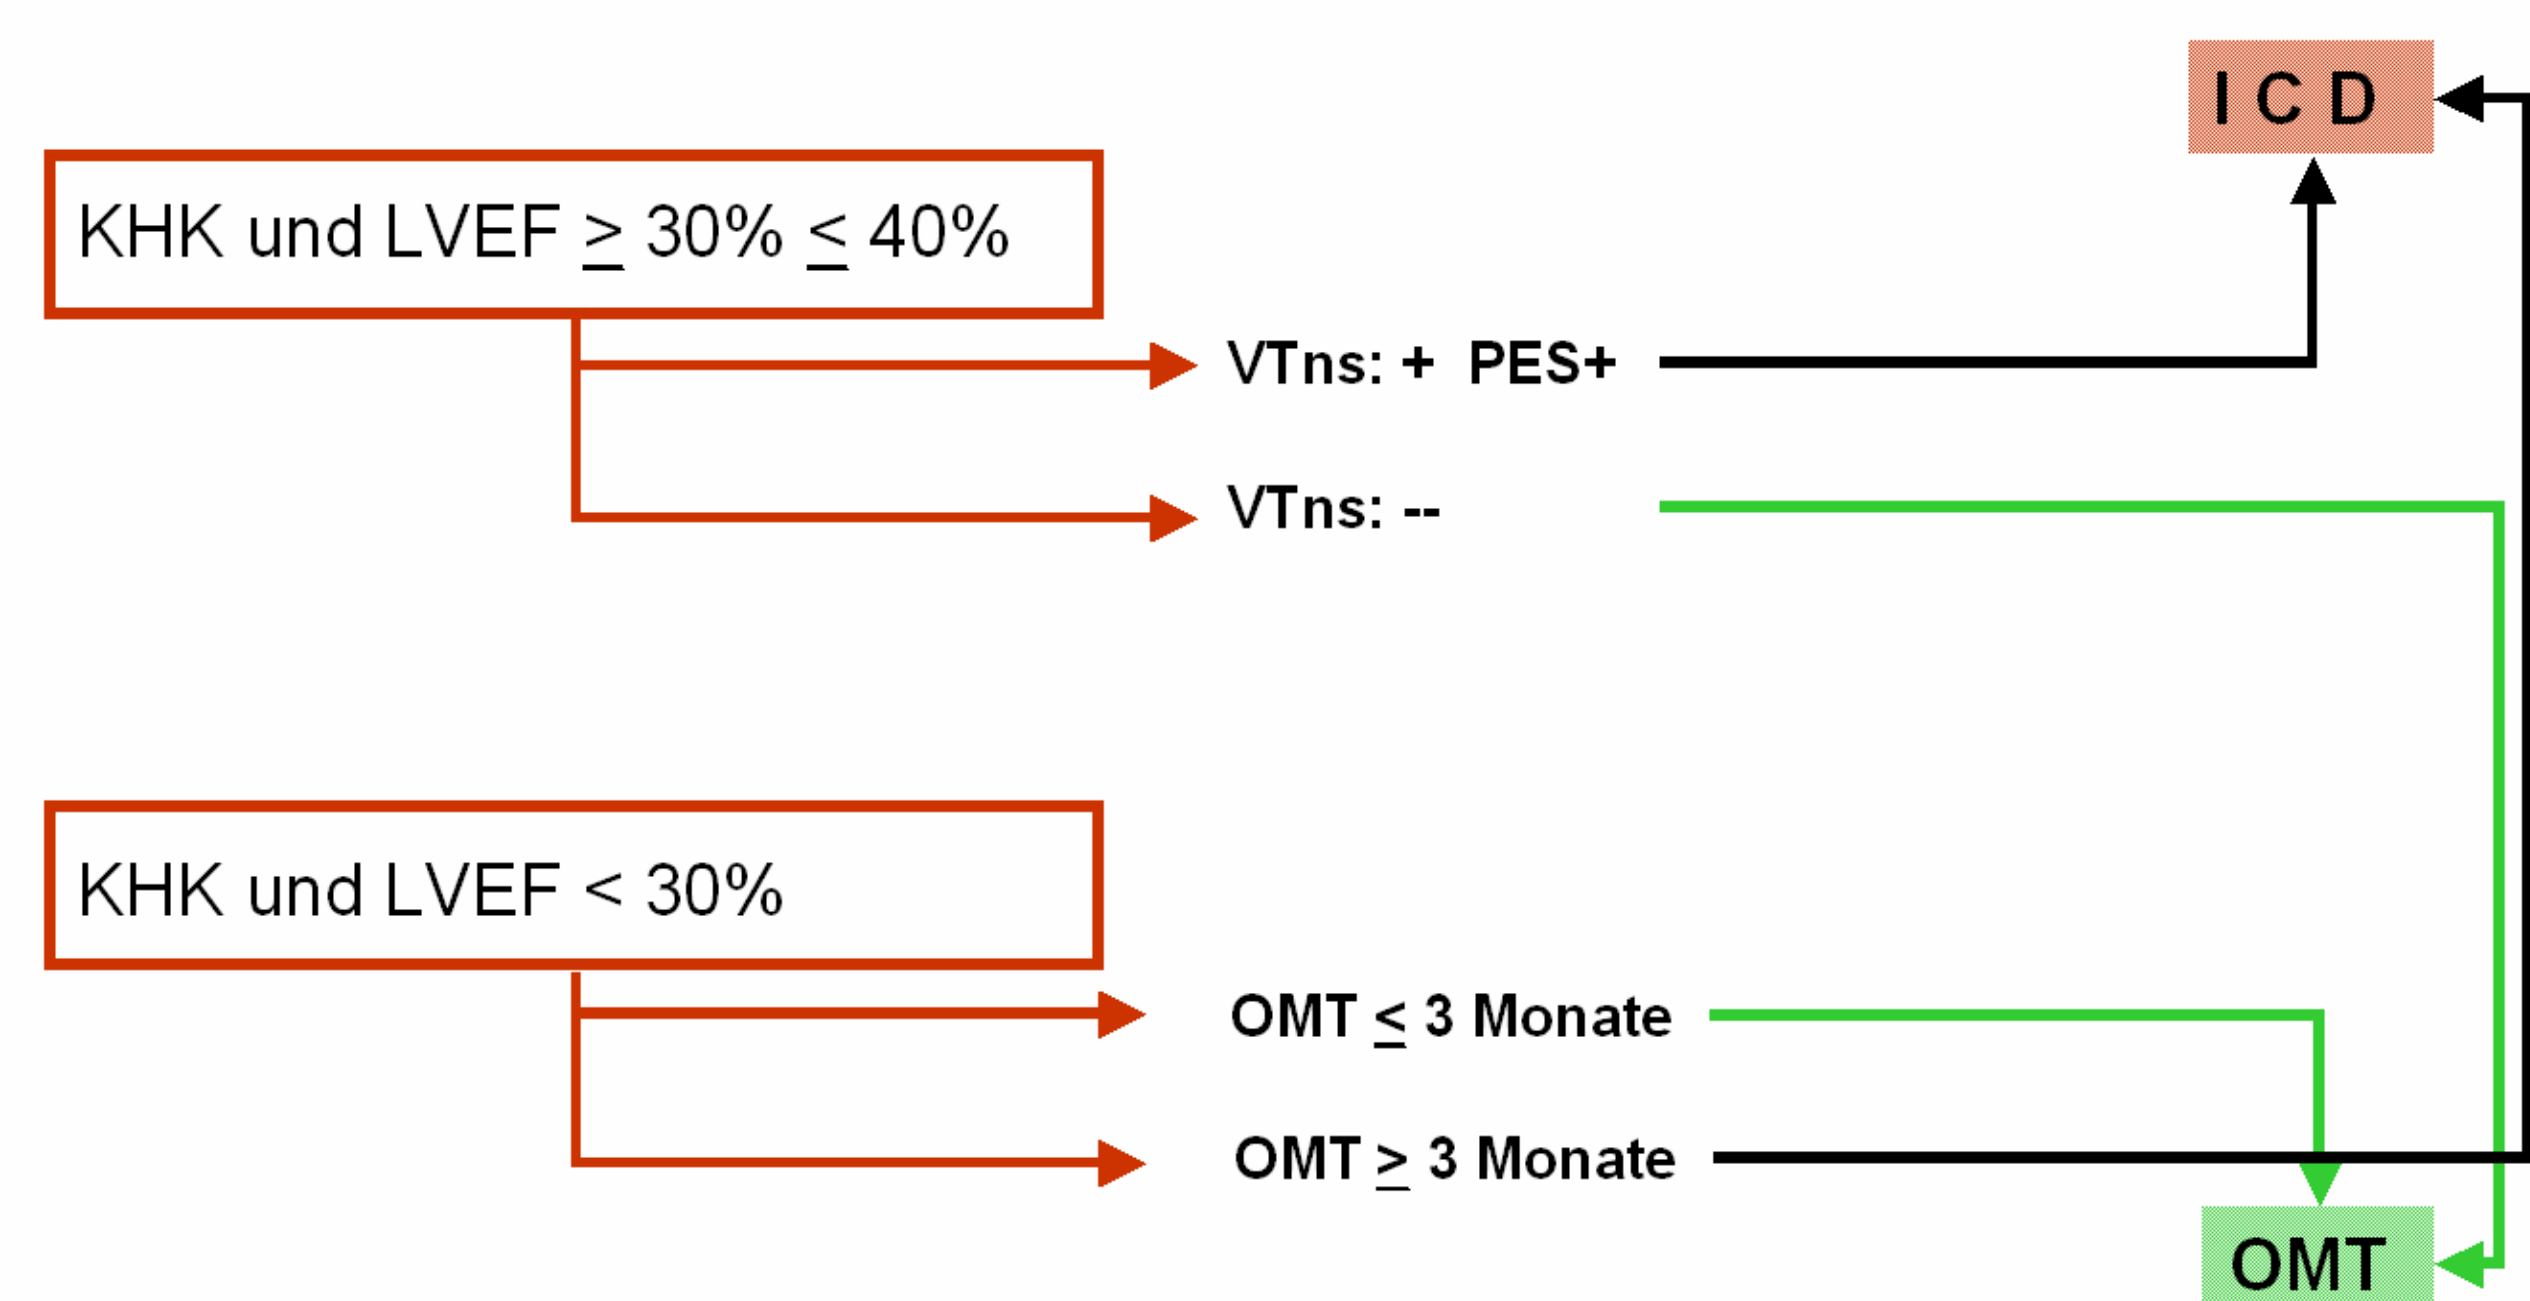 I C D
KHK und LVEF ≥ 30% ≤ 40%
VTns: + PES+
VTns: --
KHK und LVEF < 30%
OMT ≤ 3 Monate
OMT ≥ 3 Monate
OMT